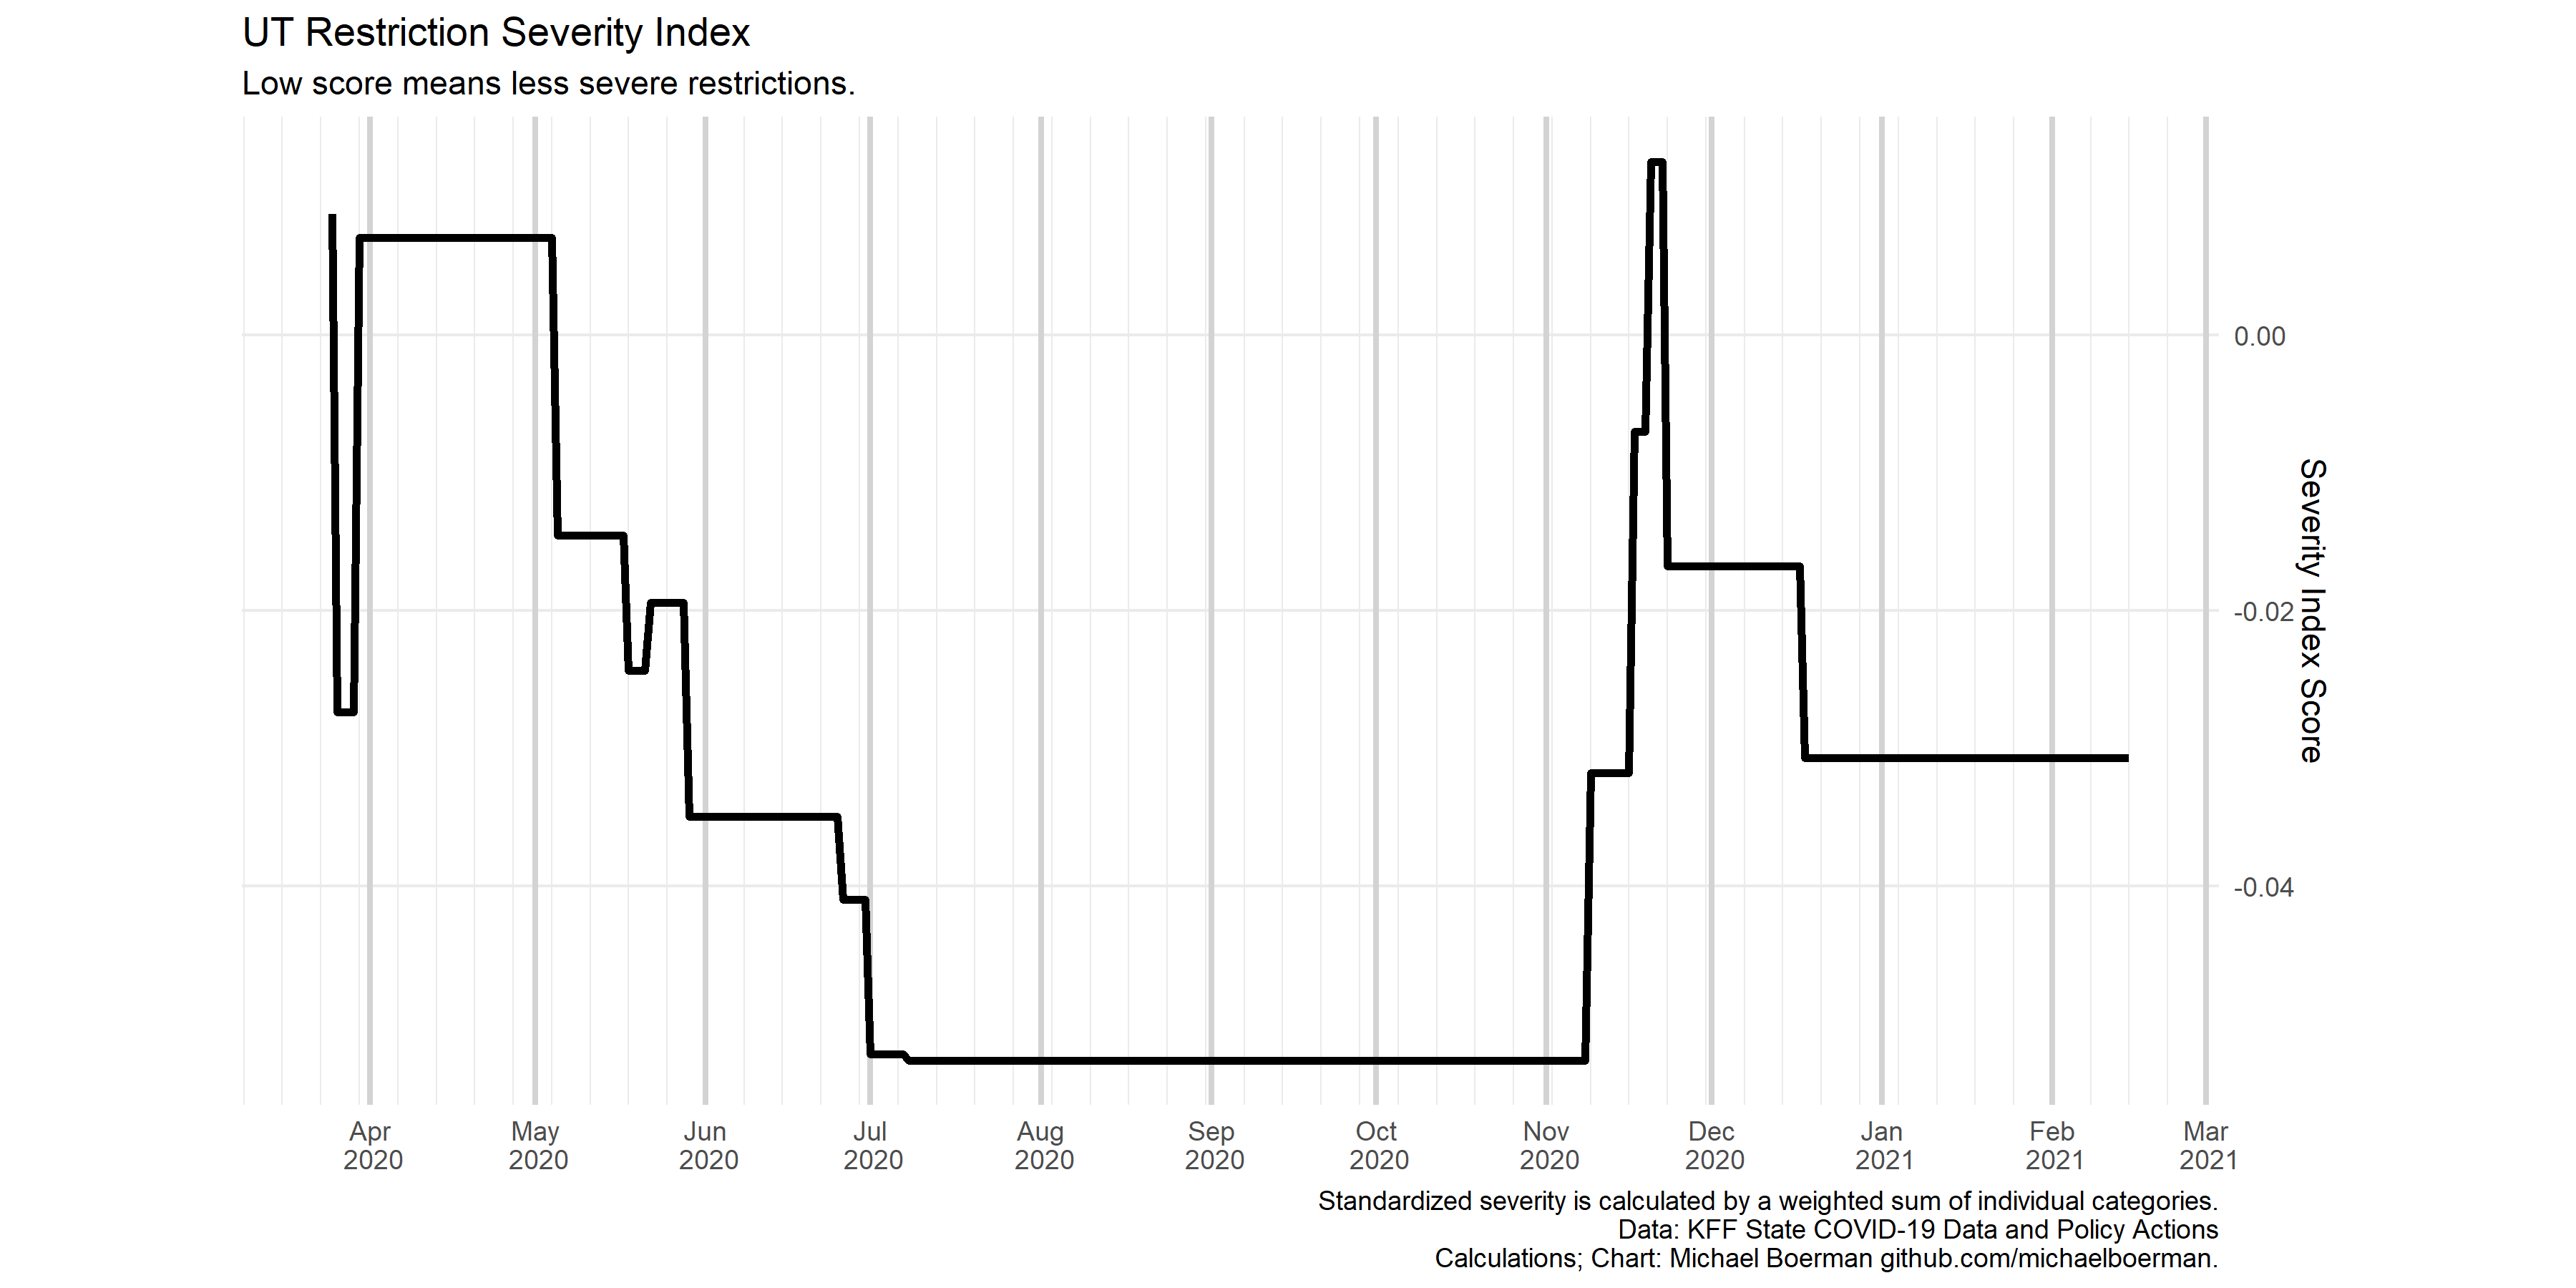 UT Restriction Severity Index
Low score means less severe restrictions.
0.00
-0.02
-0.04
Severity Index Score
Apr
2020
May
2020
Jun
2020
Jul
2020
Aug
2020
Sep
2020
Oct
2020
Nov
2020
Dec
2020
Jan
2021
Feb
2021
Mar
2021
Standardized severity is calculated by a weighted sum of individual categories.
Data: KFF State COVID-19 Data and Policy Actions
Calculations; Chart: Michael Boerman github.com/michaelboerman.